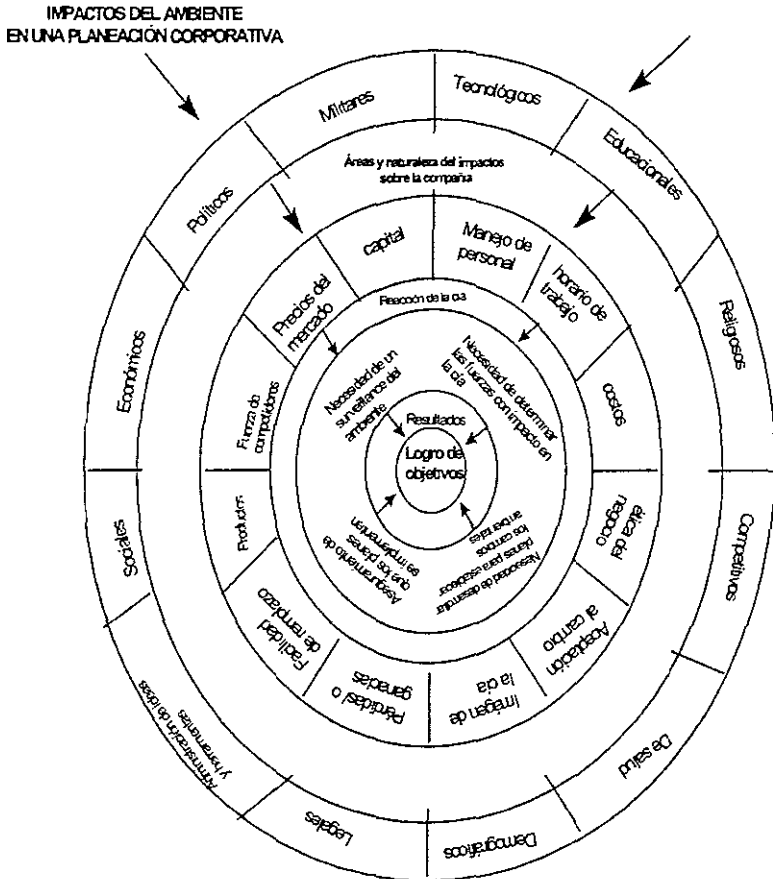 IMPACTOS DEL AMBIENTE
EN UNA PLANEACIÓN CORPORATIVA
Militares
Tecnológicos
Educacionales
Religiosos
Competitivos
De salud
Demográficos
Legales
Administración de ideas
y herramientas
Sociales
Económicos
Políticos
Áreas y naturaleza del impactos
sobre la compañia
capital
Manejo de
personal
horario de
trabajo
costos
ética del
negocio
Aceptación
al cambio
Imágen de
la cía
Pérdidas/ o
ganacias
Facilidad
de remplazo
Productos
Fuerza de
competidores
Precios del
mercado
Reacción de la cia
Necesidad de un
surveillance del
ambiente
Necesidad de determinar
las fuerzas con impacto en
la cía
Necesidad de desarrollar
planes para establecer
los cambios
ambientales
Aseguramiento de
que los planes
se implementen
Resultados
Logro de
objetivos